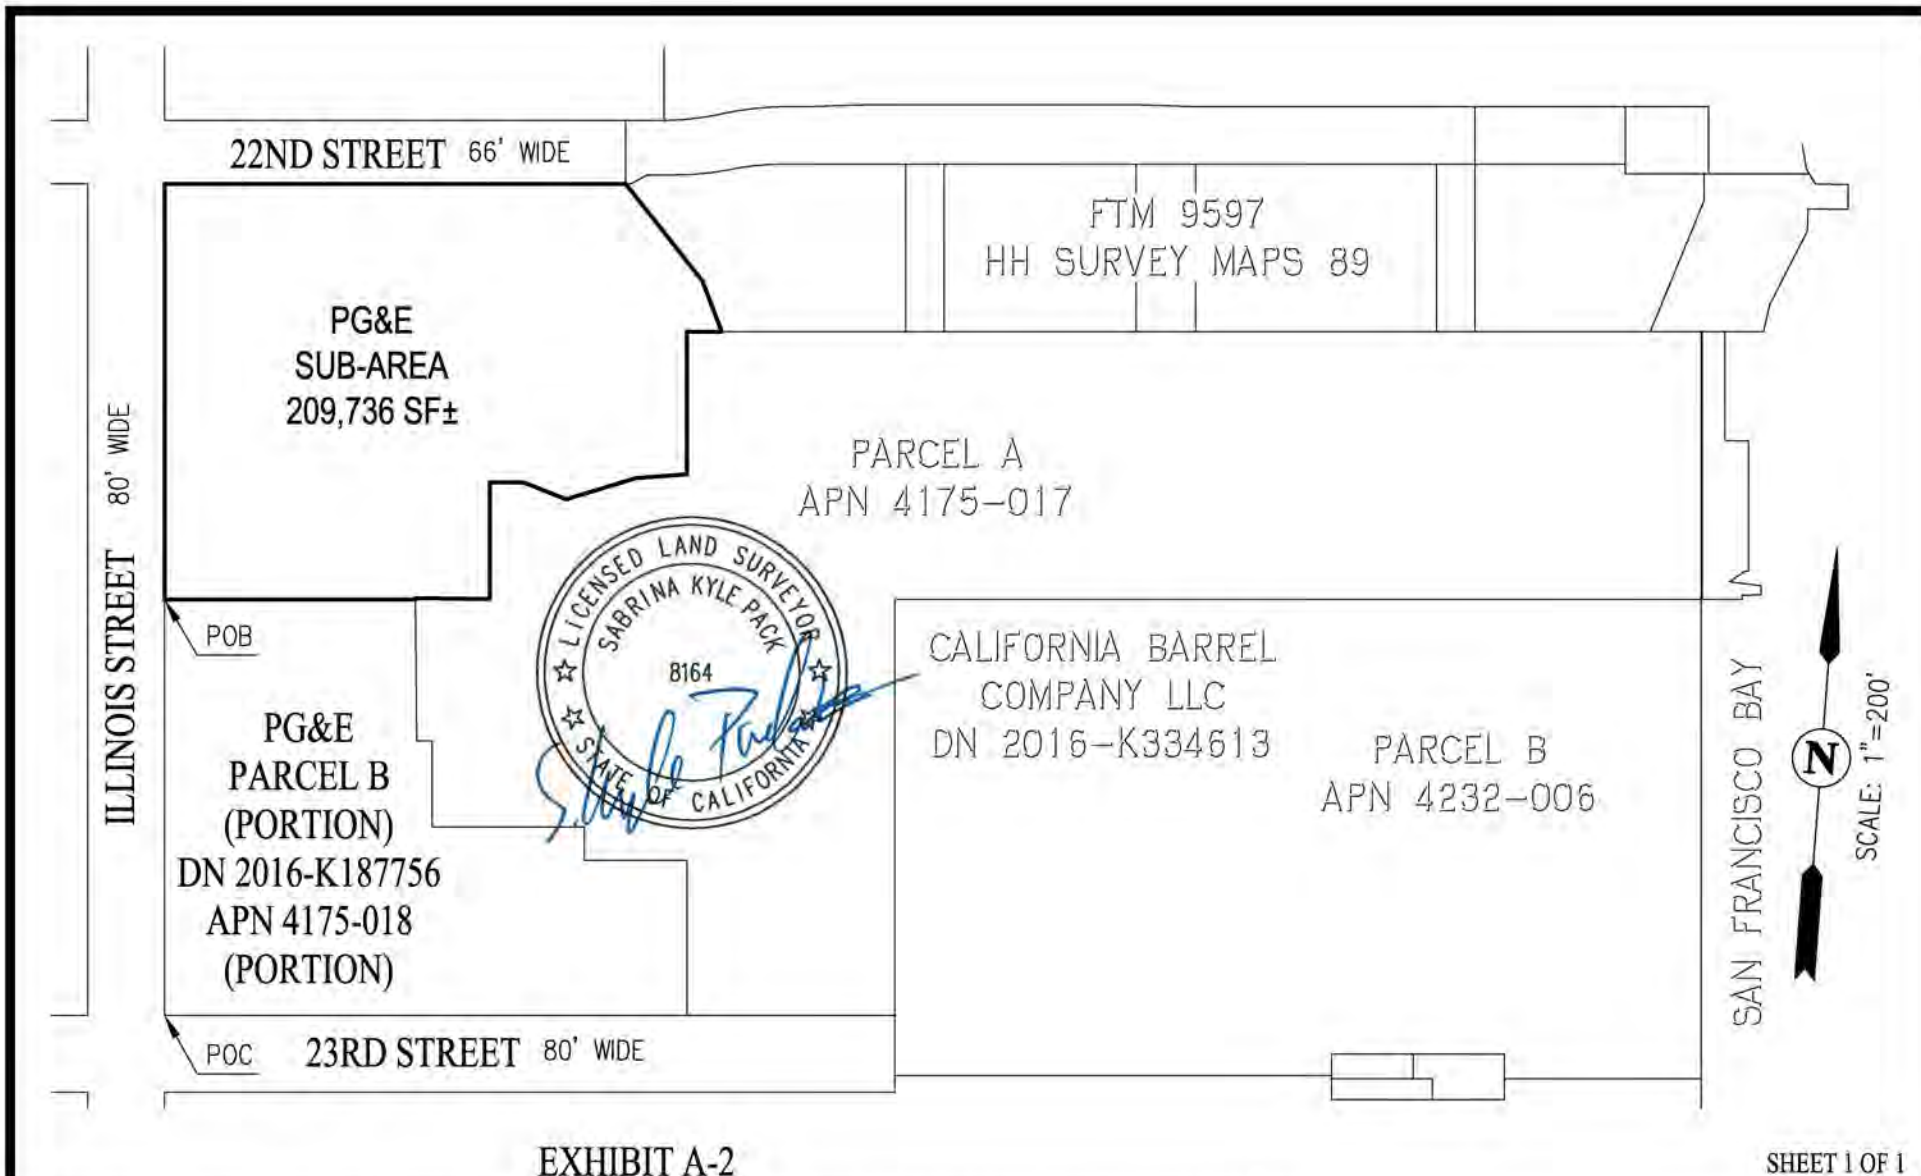 22ND STREET 66' WIDE
FTM 9597
HH SURVEY MAPS 89
PG&E
SUB-AREA
209,736 SF±
ILLINOIS STREET 80' WIDE
PARCEL A
APN 4175-017
POB
LICENSED LAND SURVEYOR
SABRINA KYLE PACK
8164
STATE OF CALIFORNIA
CALIFORNIA BARREL
COMPANY LLC
DN 2016-K334613
PARCEL B
APN 4232-006
PG&E
PARCEL B
(PORTION)
DN 2016-K187756
APN 4175-018
(PORTION)
SAN FRANCISCO BAY
N
SCALE: 1"=200'
POC
23RD STREET 80' WIDE
EXHIBIT A-2
SHEET 1 OF 1